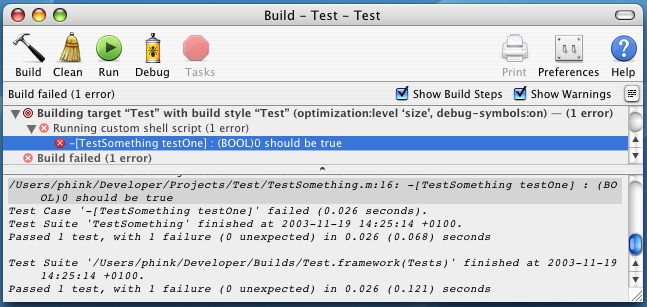 Build – Test – Test
Build Clean Run Debug Tasks Print Preferences Help
Build failed (1 error) Show Build Steps Show Warnings
Building target “Test” with build style “Test” (optimization:level ‘size’, debug-symbols:on) — (1 error)
Running custom shell script (1 error)
-[TestSomething testOne] : (BOOL)0 should be true
Build failed (1 error)
/Users/phink/Developer/Projects/Test/TestSomething.m:16: -[TestSomething testOne] : (BO
OL)0 should be true
Test Case '-[TestSomething testOne]' failed (0.026 seconds).
Test Suite 'TestSomething' finished at 2003-11-19 14:25:14 +0100.
Passed 1 test, with 1 failure (0 unexpected) in 0.026 (0.068) seconds
Test Suite '/Users/phink/Developer/Builds/Test.framework(Tests)' finished at 2003-11-19
14:25:14 +0100.
Passed 1 test, with 1 failure (0 unexpected) in 0.026 (0.121) seconds